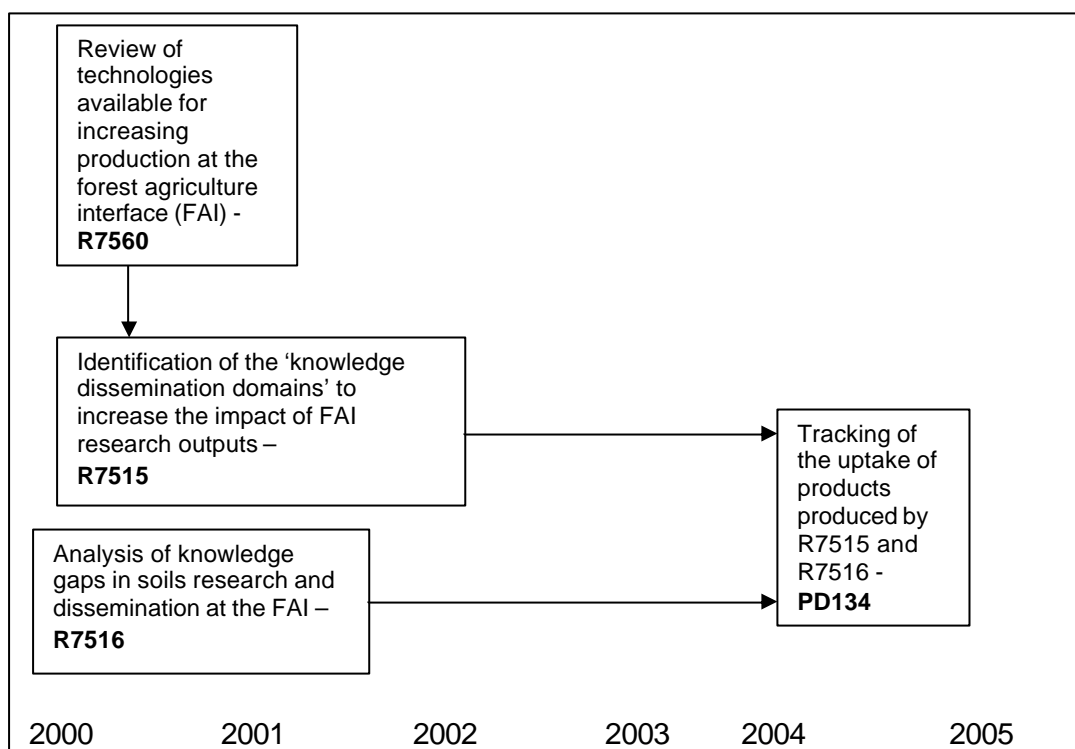 Review of
technologies
available for
increasing
production at the
forest agriculture
interface (FAI) -
R7560
Identification of the ‘knowledge
dissemination domains’ to
increase the impact of FAI
research outputs –
R7515
Analysis of knowledge
gaps in soils research and
dissemination at the FAI –
R7516
Tracking of
the uptake of
products
produced by
R7515 and
R7516 -
PD134
2000 2001 2002 2003 2004 2005